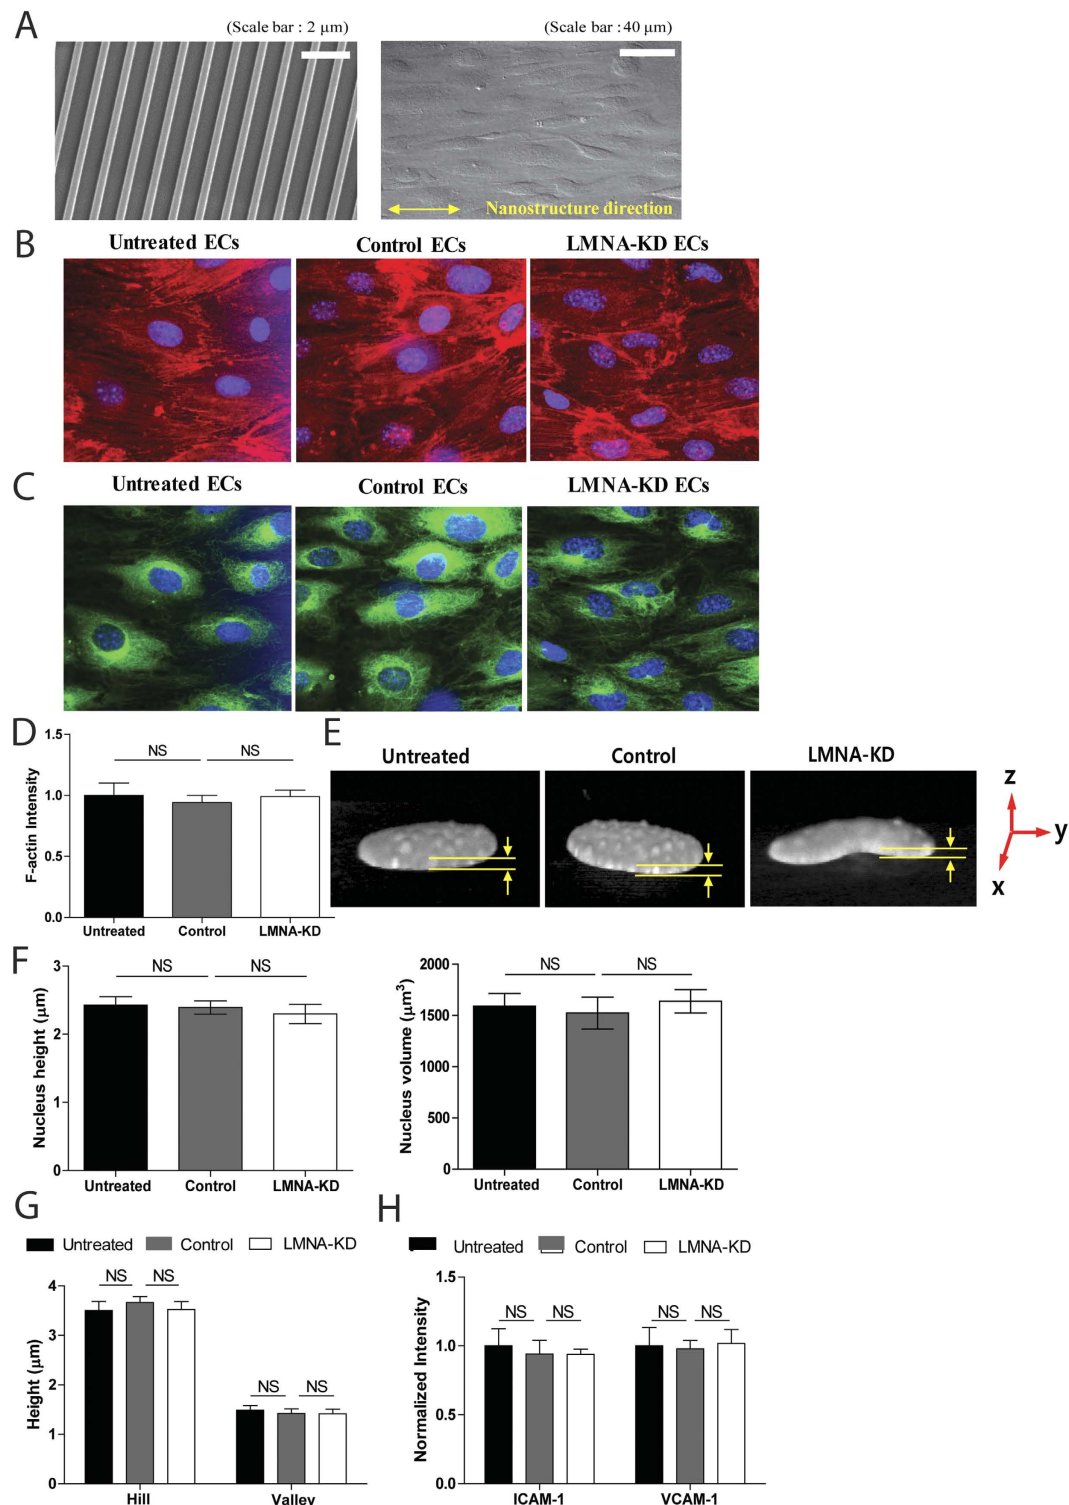 A
(Scale bar : 2 μm)
(Scale bar : 40 μm)
Nanostructure direction
B
Untreated ECs
Control ECs
LMNA-KD ECs
C
Untreated ECs
Control ECs
LMNA-KD ECs
D
F-actin Intensity
1.5
1.0
0.5
0.0
NS
NS
Untreated
Control
LMNA-KD
E
Untreated
Control
LMNA-KD
z
y
x
F
Nucleus height (μm)
3
2
1
0
NS
NS
Untreated
Control
LMNA-KD
Nucleus volume (μm³)
2000
1500
1000
500
0
NS
NS
Untreated
Control
LMNA-KD
G
Untreated
Control
LMNA-KD
Height (μm)
4
3
2
1
0
NS
NS
NS
NS
Hill
Valley
H
Untreated
Control
LMNA-KD
Normalized Intensity
1.5
1.0
0.5
0.0
NS
NS
NS
NS
ICAM-1
VCAM-1